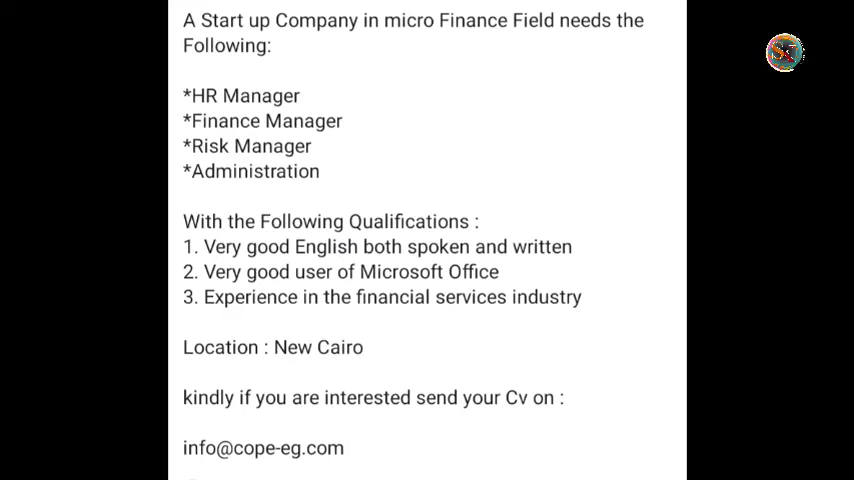 A Start up Company in micro Finance Field needs the
Following:
*HR Manager
*Finance Manager
*Risk Manager
*Administration
With the Following Qualifications :
1. Very good English both spoken and written
2. Very good user of Microsoft Office
3. Experience in the financial services industry
Location : New Cairo
kindly if you are interested send your Cv on :
info@cope-eg.com